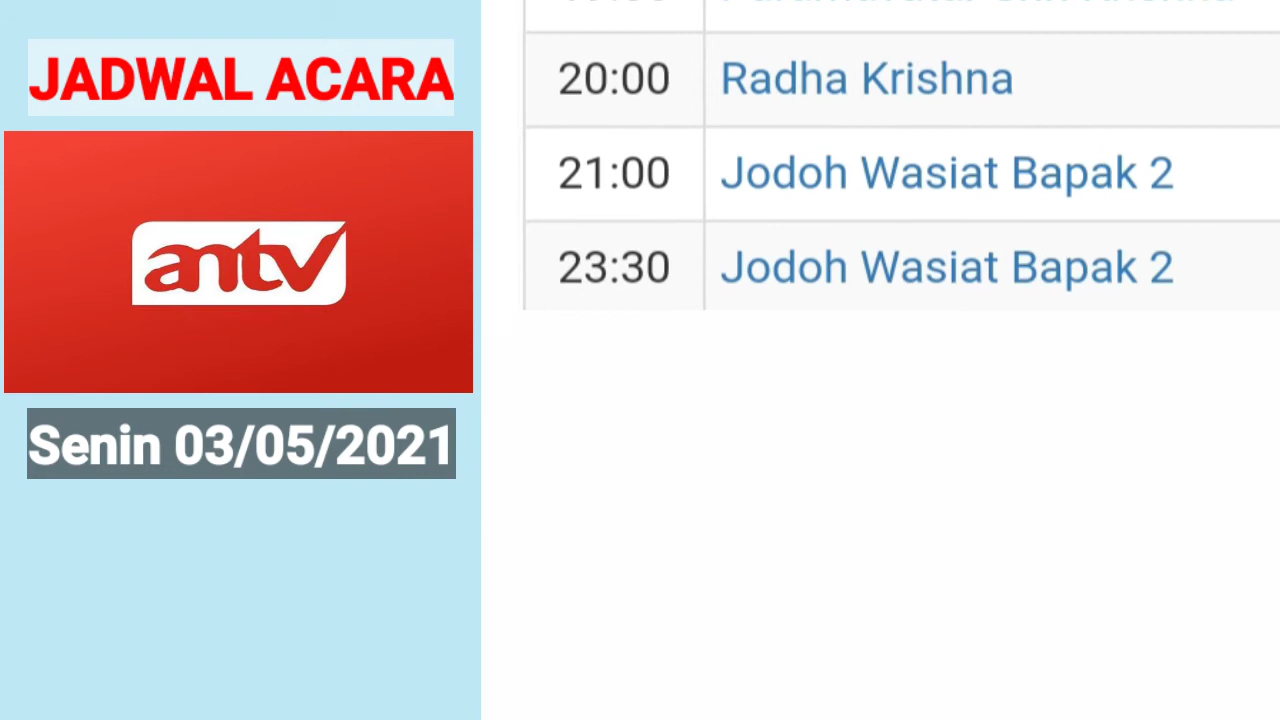 JADWAL ACARA
antv
Senin 03/05/2021
20:00 Radha Krishna
21:00 Jodoh Wasiat Bapak 2
23:30 Jodoh Wasiat Bapak 2